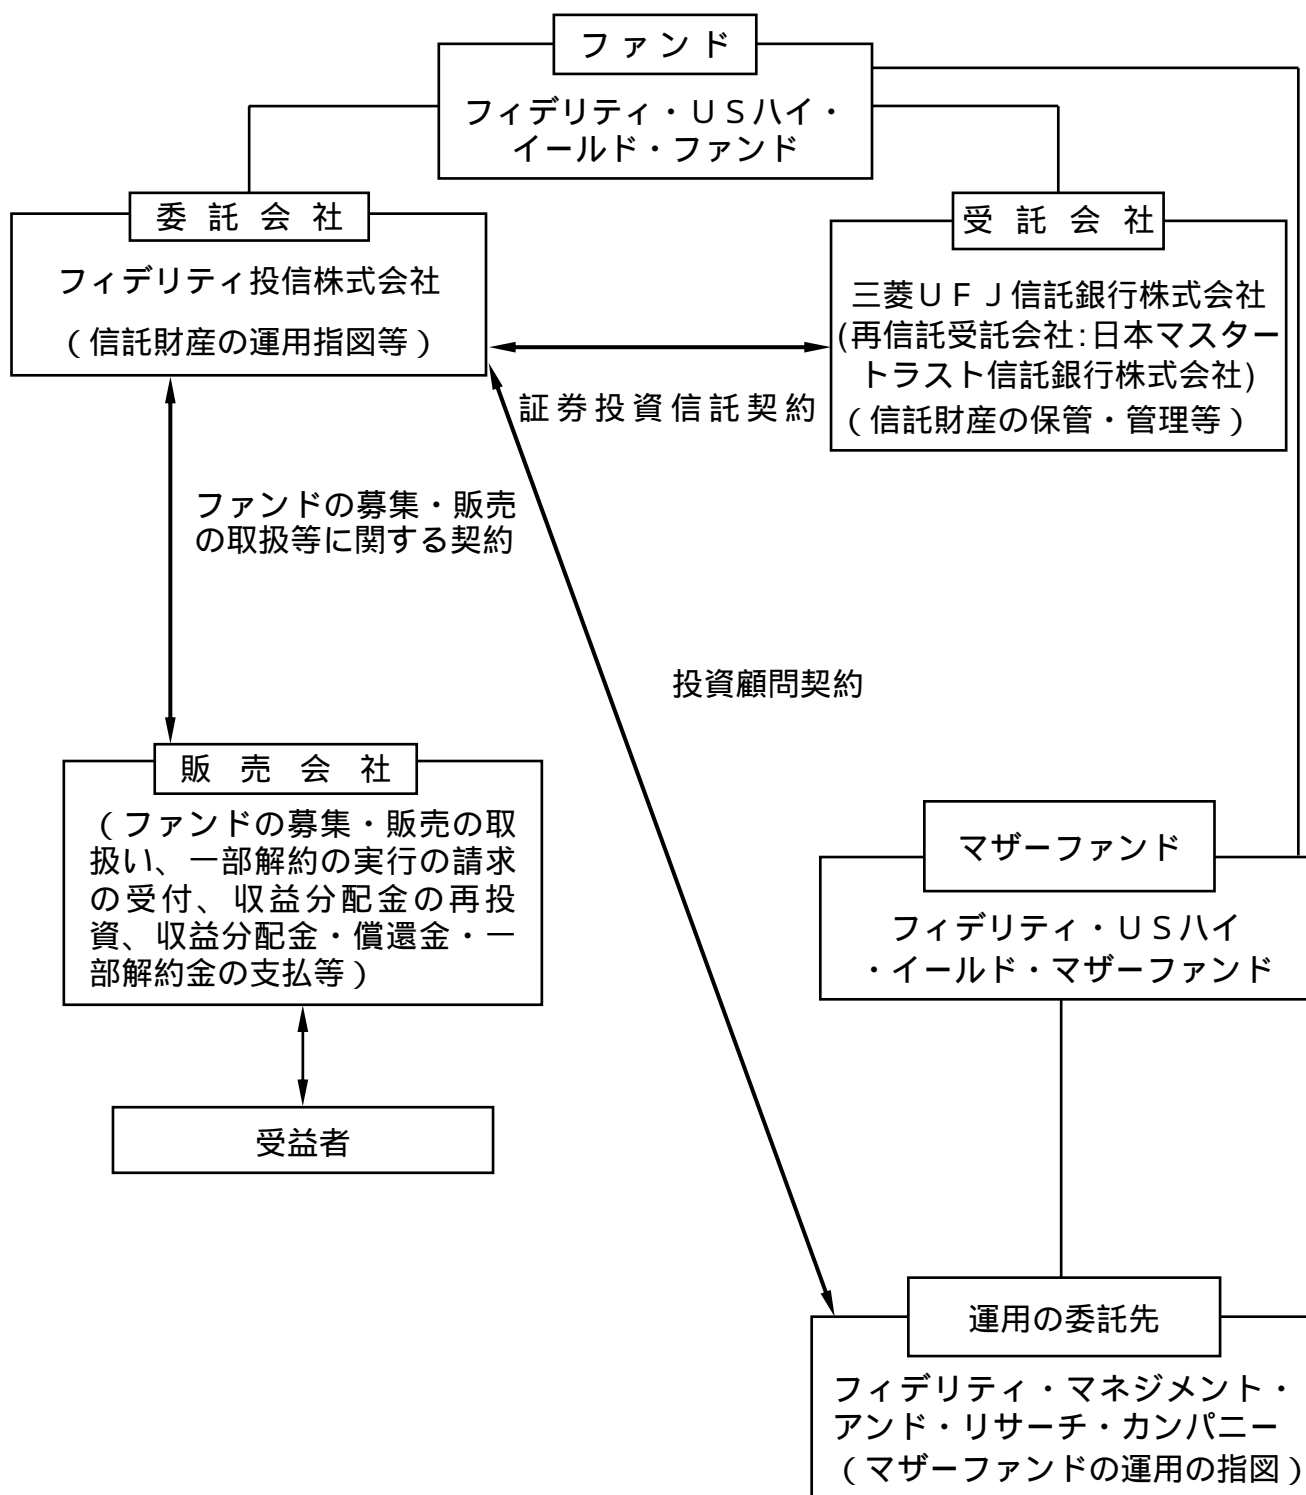 ファンド
フィデリティ・ＵＳハイ・
イールド・ファンド
委託会社
フィデリティ投信株式会社
（信託財産の運用指図等）
受託会社
三菱ＵＦＪ信託銀行株式会社
(再信託受託会社:日本マスター
トラスト信託銀行株式会社)
（信託財産の保管・管理等）
証券投資信託契約
ファンドの募集・販売
の取扱等に関する契約
投資顧問契約
販売会社
（ファンドの募集・販売の取
扱い、一部解約の実行の請求
の受付、収益分配金の再投
資、収益分配金・償還金・一
部解約金の支払等）
受益者
マザーファンド
フィデリティ・ＵＳハイ
・イールド・マザーファンド
運用の委託先
フィデリティ・マネジメント・
アンド・リサーチ・カンパニー
（マザーファンドの運用の指図）